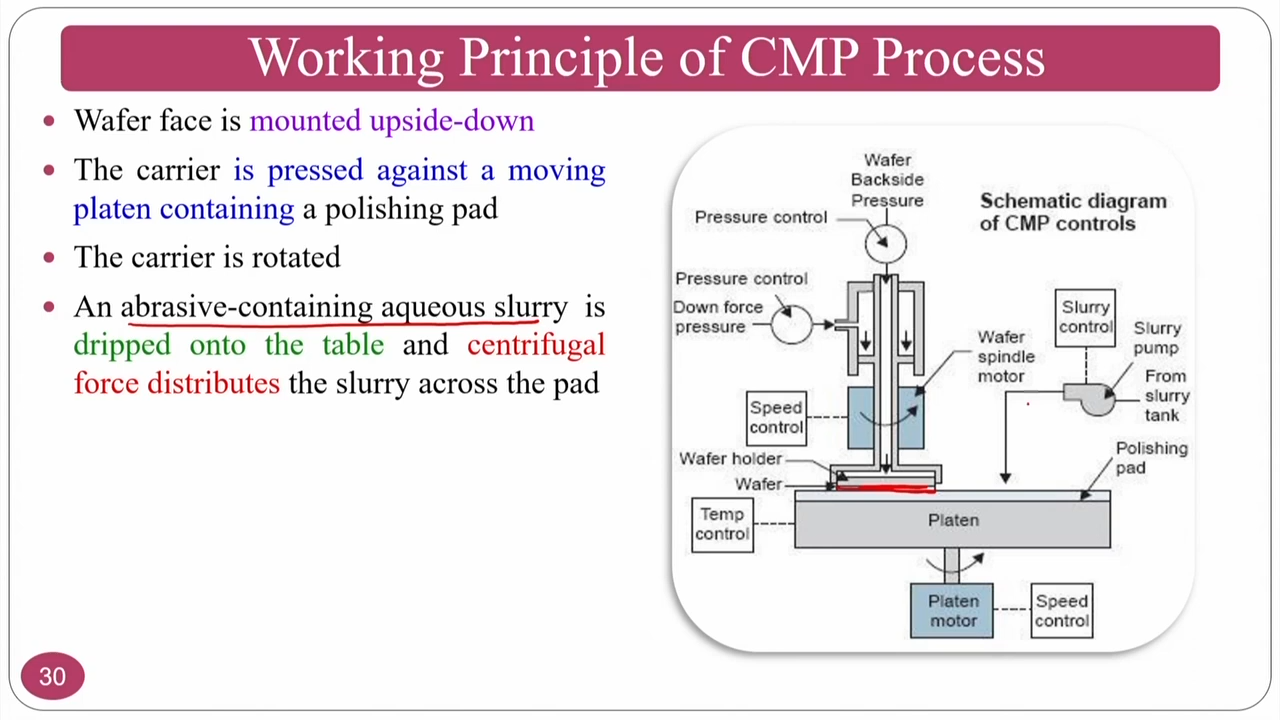 Working Principle of CMP Process
• Wafer face is mounted upside-down
• The carrier is pressed against a moving
platen containing a polishing pad
• The carrier is rotated
• An abrasive-containing aqueous slurry is
dripped onto the table and centrifugal
force distributes the slurry across the pad
Wafer
Backside
Pressure
Pressure control
Schematic diagram
of CMP controls
Pressure control
Down force
pressure
Slurry
control
Slurry
pump
Wafer
spindle
motor
From
slurry
tank
Speed
control
Polishing
pad
Wafer holder
Wafer
Temp
control
Platen
Platen
motor
Speed
control
30